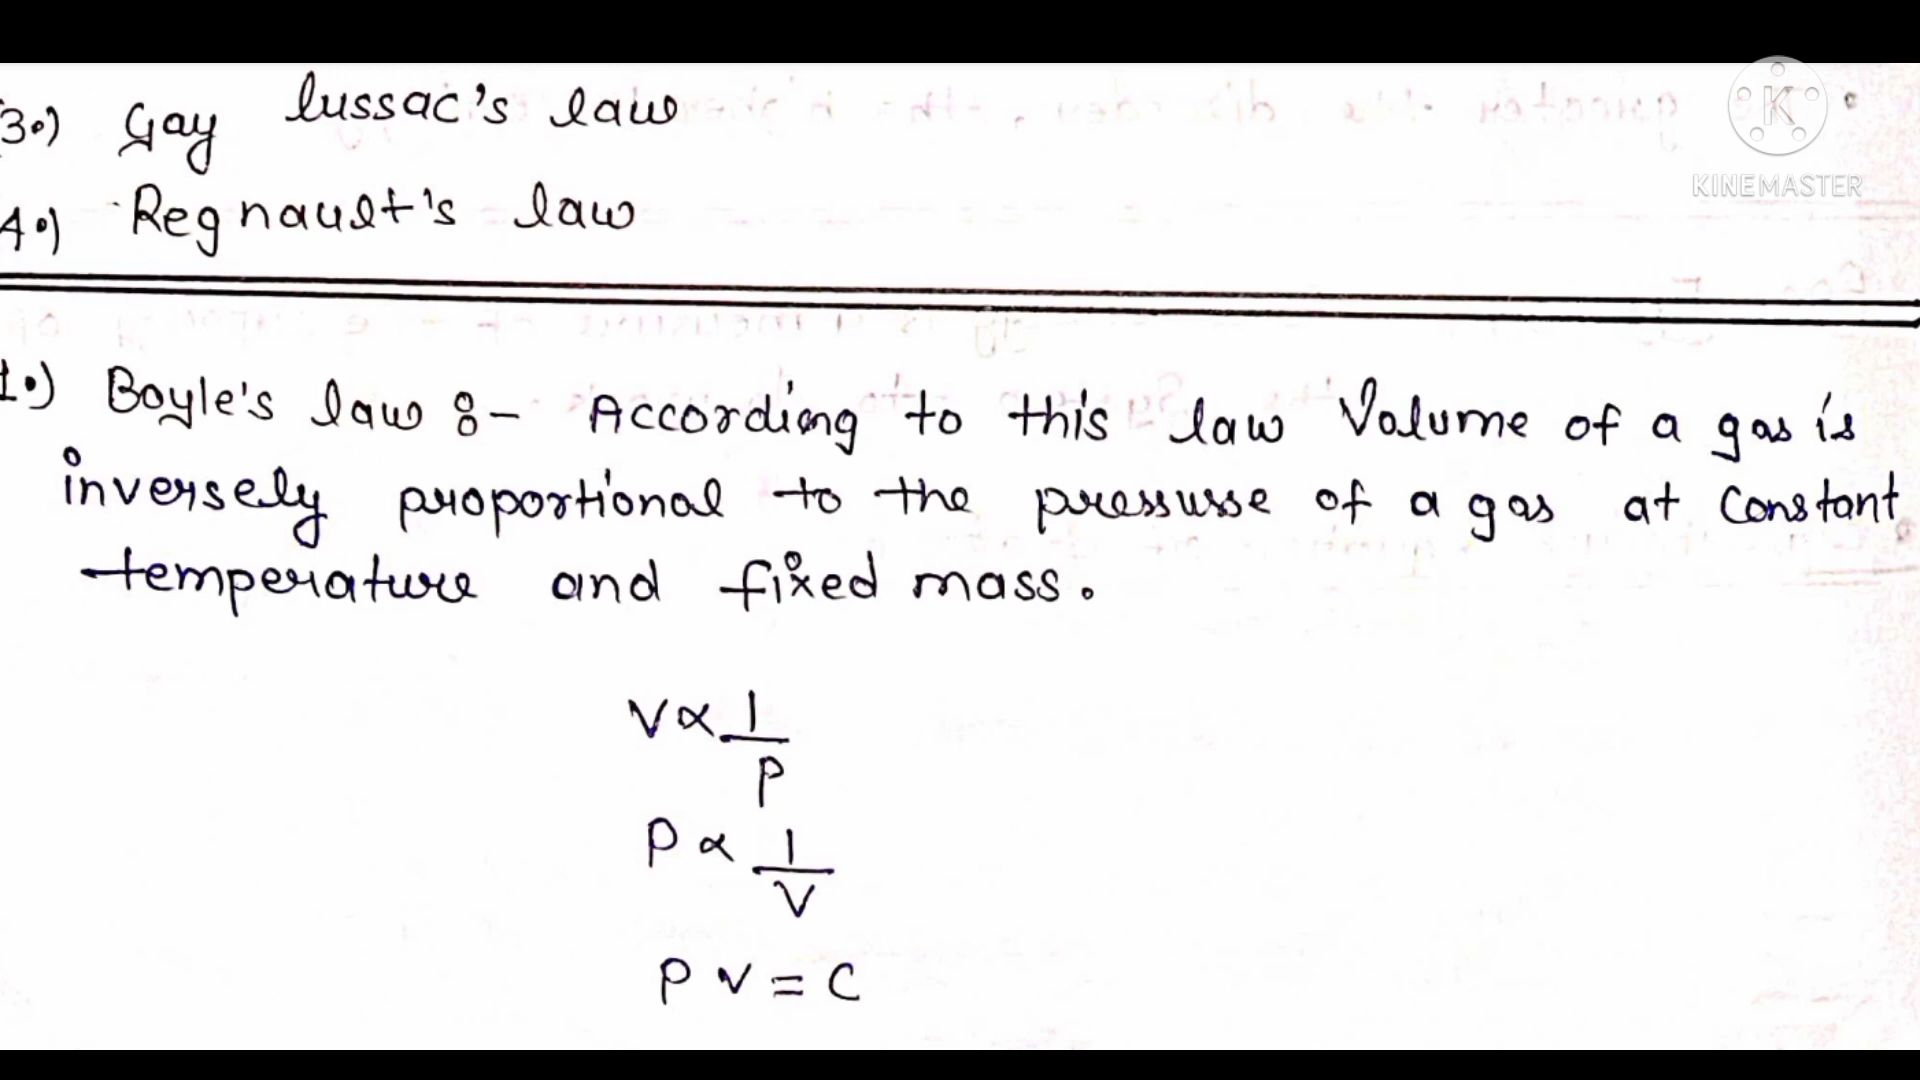 3.) Gay lussac's law
KINEMASTER
4.) Regnault's law
1.) Boyle's law :- According to this law Volume of a gas is
inversely proportional to the pressure of a gas at constant
temperature and fixed mass.
V ∝ 1/P
P ∝ 1/V
P V = C